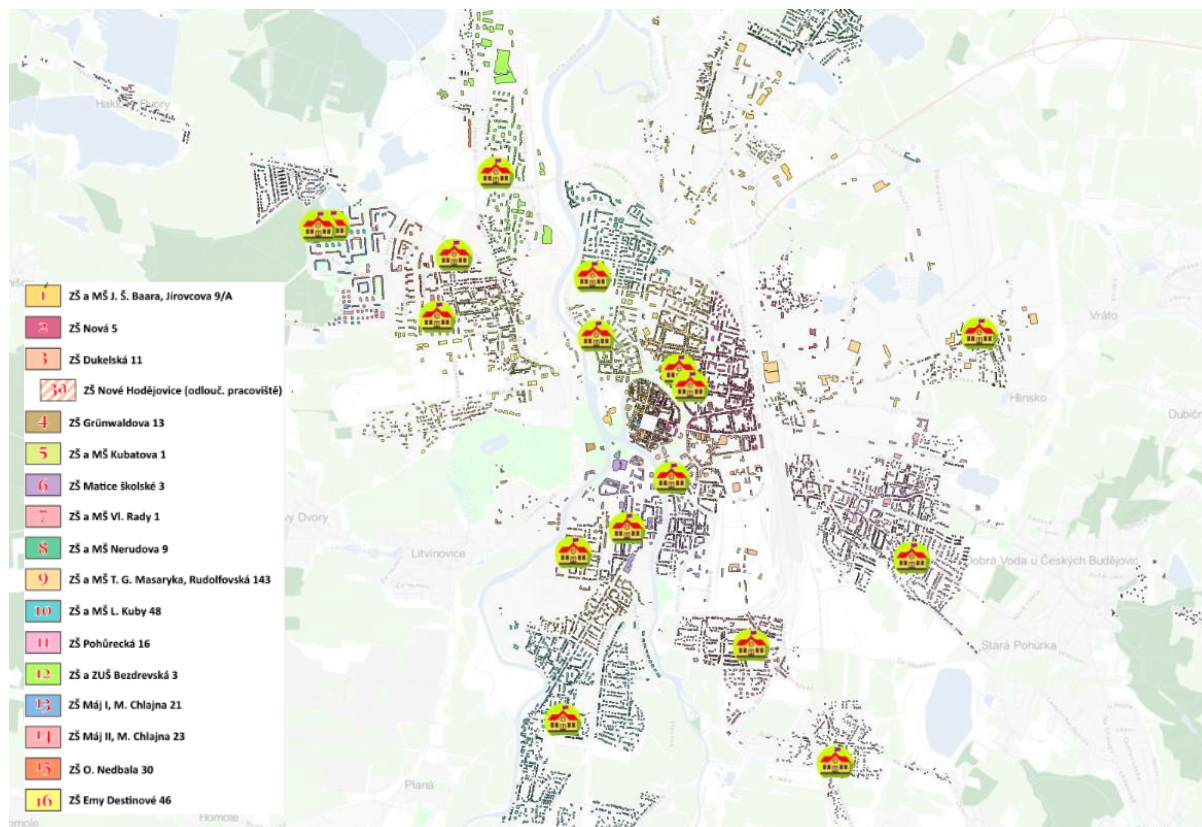 Vráto
Hlinsko
Litvínovice
Dobrá Voda u Českých Budějovic
Stará Pohůrka
Planá
Homole
1 ZŠ a MŠ J. Š. Baara, Jírovcova 9/A
2 ZŠ Nová 5
3 ZŠ Dukelská 11
39 ZŠ Nové Hodějovice (odlouč. pracoviště)
4 ZŠ Grünwaldova 13
5 ZŠ a MŠ Kubatova 1
6 ZŠ Matice školské 3
7 ZŠ a MŠ Vl. Rady 1
8 ZŠ a MŠ Nerudova 9
9 ZŠ a MŠ T. G. Masaryka, Rudolfovská 143
10 ZŠ a MŠ L. Kuby 48
11 ZŠ Pohůrecká 16
12 ZŠ a ZUŠ Bezdrevská 3
13 ZŠ Máj I, M. Chlajna 21
14 ZŠ Máj II, M. Chlajna 23
15 ZŠ O. Nedbala 30
16 ZŠ Emy Destinové 46